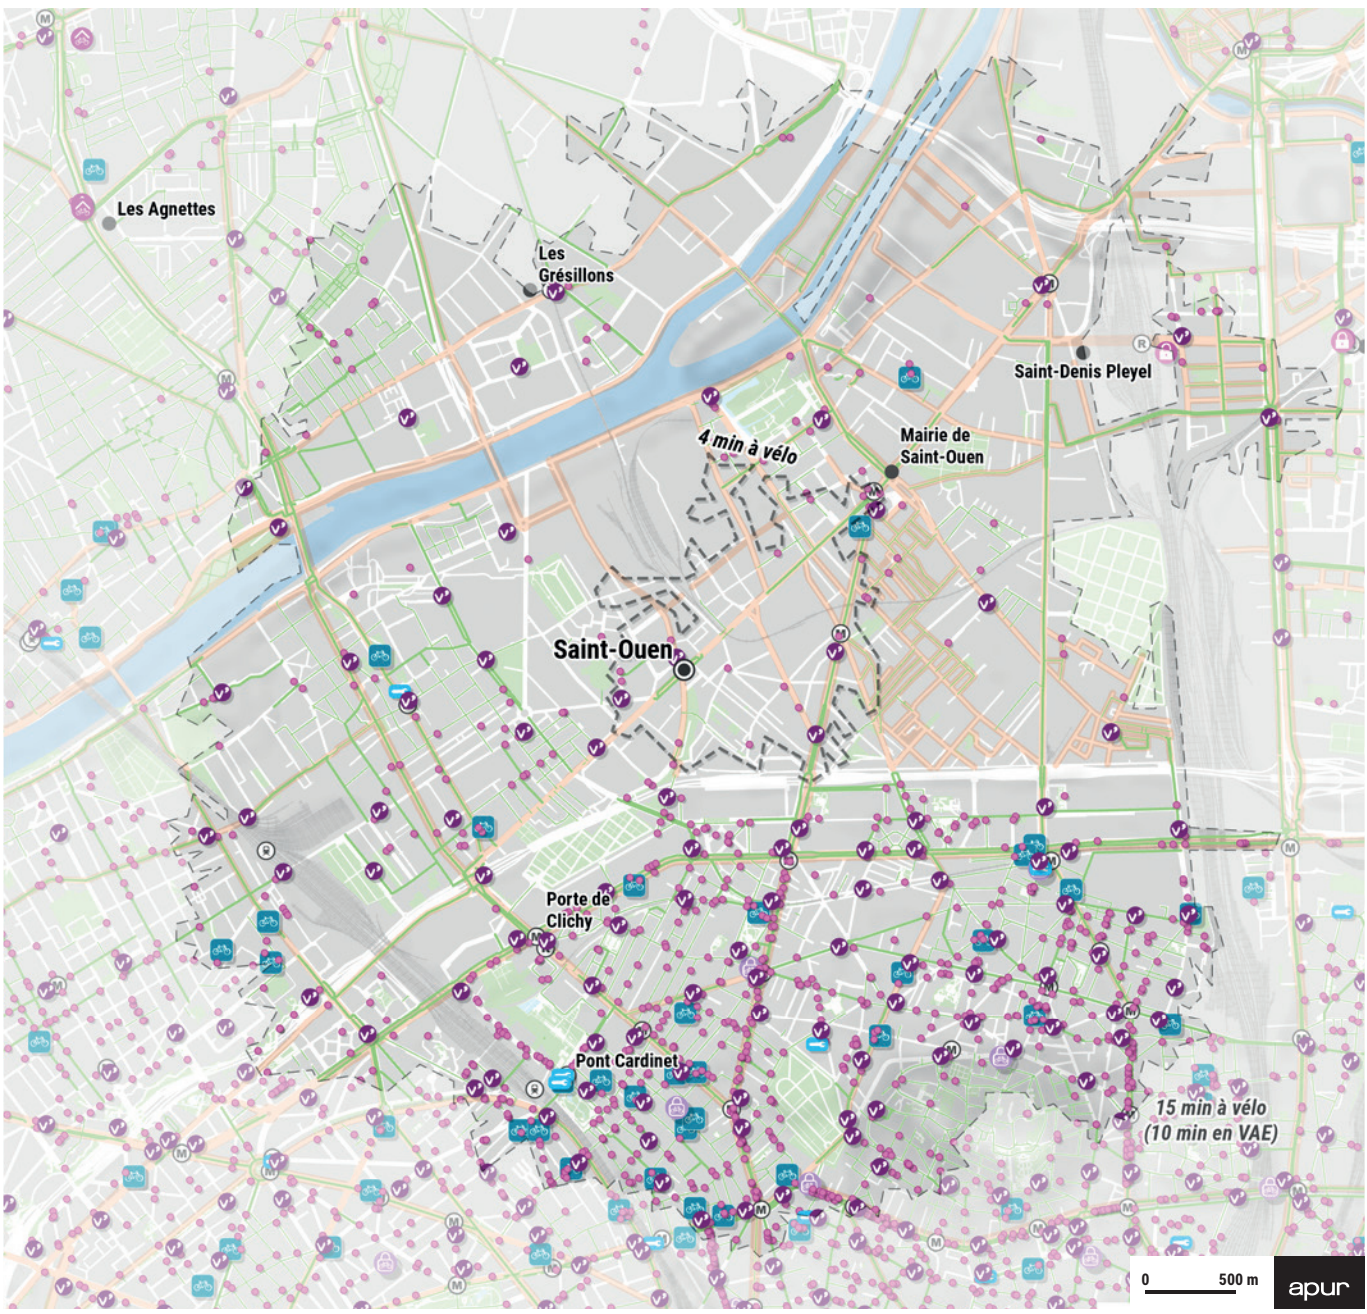 Les Agnettes
Les
Grésillons
Saint-Denis Pleyel
4 min à vélo
Mairie de
Saint-Ouen
Saint-Ouen
Porte de
Clichy
Pont Cardinet
15 min à vélo
(10 min en VAE)
0 500 m
apur